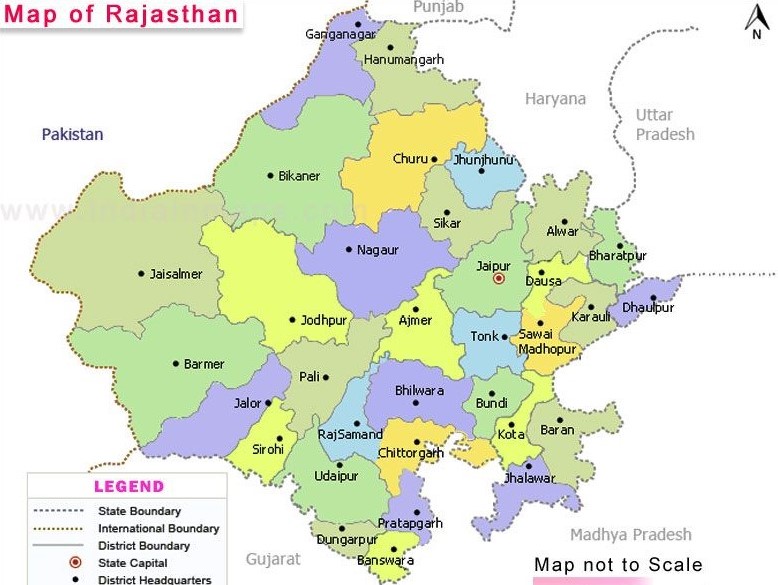 Map of Rajasthan
Punjab
N
Ganganagar
Hanumangarh
Haryana
Uttar
Pradesh
Pakistan
Churu
Jhunjhunu
Bikaner
Sikar
Alwar
Nagaur
Bharatpur
Jaipur
Jaisalmer
Dausa
Dhaulpur
Karauli
Jodhpur
Ajmer
Tonk
Sawai
Madhopur
Barmer
Pali
Bhilwara
Jalor
Bundi
RajSamand
Kota
Baran
Sirohi
Chittorgarh
Udaipur
Jhalawar
LEGEND
State Boundary
International Boundary
District Boundary
State Capital
District Headquarters
Pratapgarh
Dungarpur
Banswara
Gujarat
Madhya Pradesh
Map not to Scale